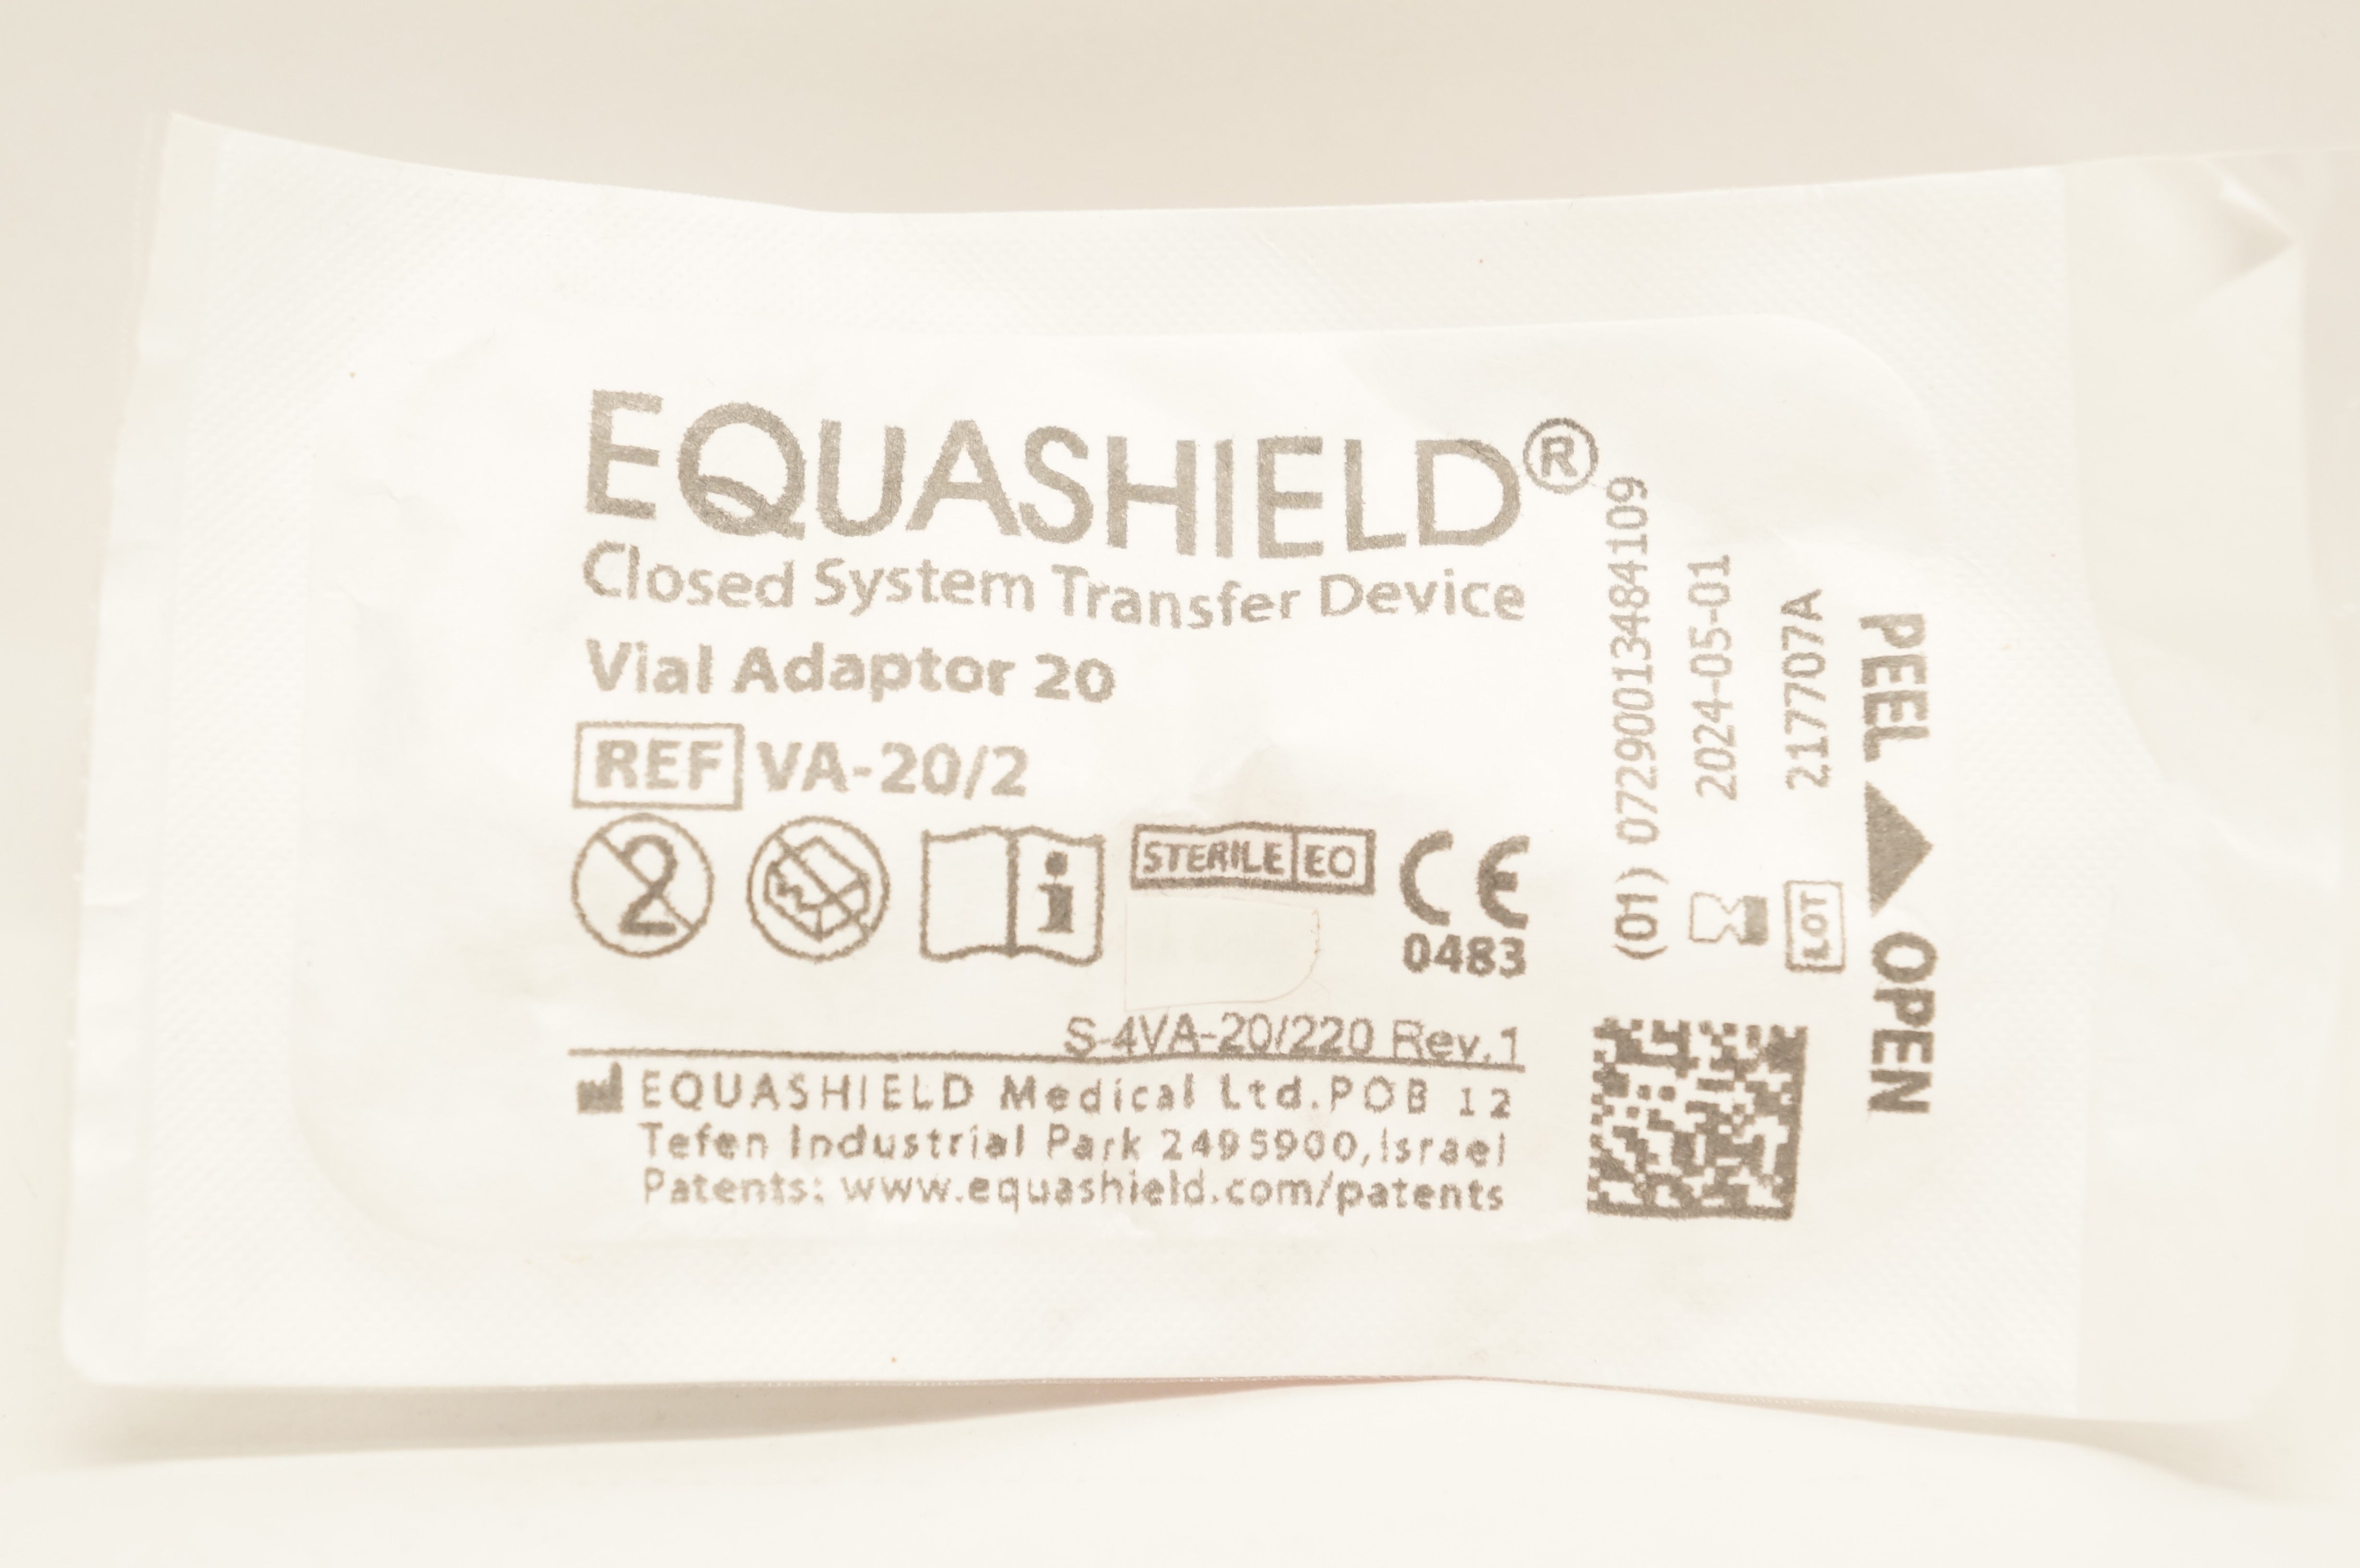 EQUASHIELD®
Closed System Transfer Device
Vial Adaptor 20
REF VA-20/2
2
i
STERILE EO
CE
0483
S-4VA-20/220 Rev.1
EQUASHIELD Medical Ltd.POB 12
Tefen Industrial Park 2495900,Israel
Patents: www.equashield.com/patents
(01) 07290013484109
2024-05-01
LOT 217707A
PEEL OPEN